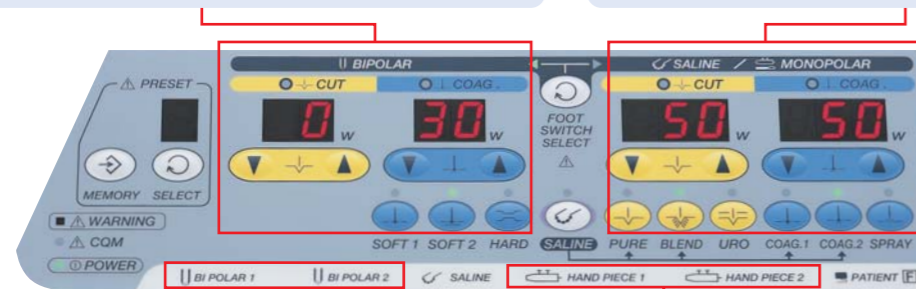 BIPOLAR
SALINE / MONOPOLAR
PRESET
CUT
COAG.
CUT
COAG.
0 W
30 W
50 W
50
FOOT
SWITCH
SELECT
MEMORY
SELECT
WARNING
CQM
POWER
SOFT 1
SOFT 2
HARD
SALINE
PURE
BLEND
URO
COAG.1
COAG.2
SPRAY
BI POLAR 1
BI POLAR 2
SALINE
HAND PIECE 1
HAND PIECE 2
PATIENT